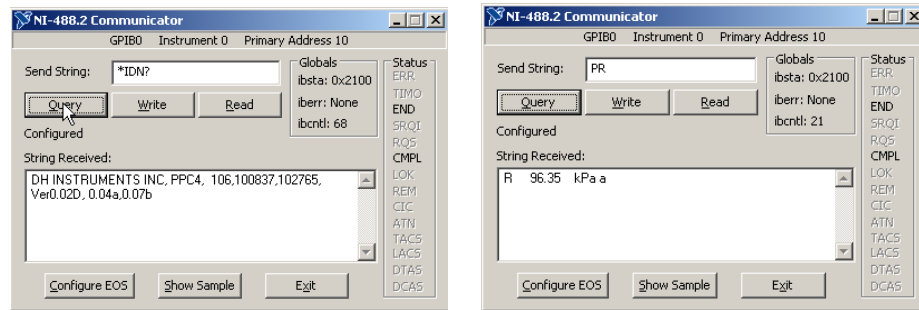 NI-488.2 Communicator
GPIB0 Instrument 0 Primary Address 10
Send String:
*IDN?
Query
Write
Read
Configured
Globals
ibsta: 0x2100
iberr: None
ibcntl: 68
Status
ERR
TIMO
END
SRQI
RQS
CMPL
LOK
REM
CIC
ATN
TACS
LACS
DTAS
DCAS
String Received:
DH INSTRUMENTS INC, PPC4, 106,100837,102765,
Ver0.02D, 0.04a,0.07b
Configure EOS
Show Sample
Exit
NI-488.2 Communicator
GPIB0 Instrument 0 Primary Address 10
Send String:
PR
Query
Write
Read
Configured
Globals
ibsta: 0x2100
iberr: None
ibcntl: 21
Status
ERR
TIMO
END
SRQI
RQS
CMPL
LOK
REM
CIC
ATN
TACS
LACS
DTAS
DCAS
String Received:
R 96.35 kPa a
Configure EOS
Show Sample
Exit